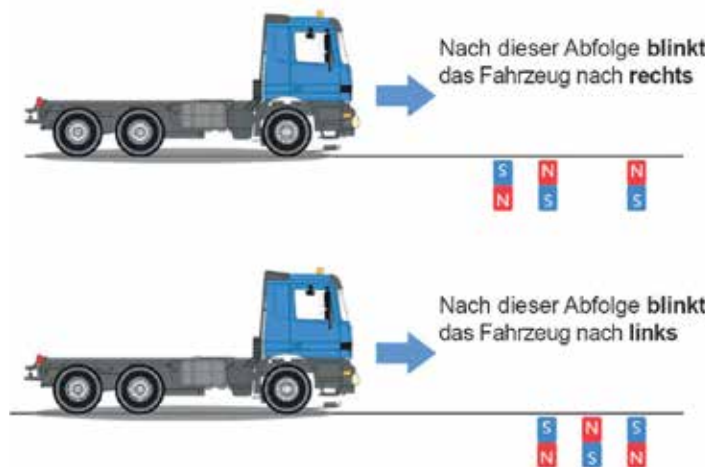 Nach dieser Abfolge blinkt
das Fahrzeug nach rechts
S N N
N S S
Nach dieser Abfolge blinkt
das Fahrzeug nach links
S N S
N S N